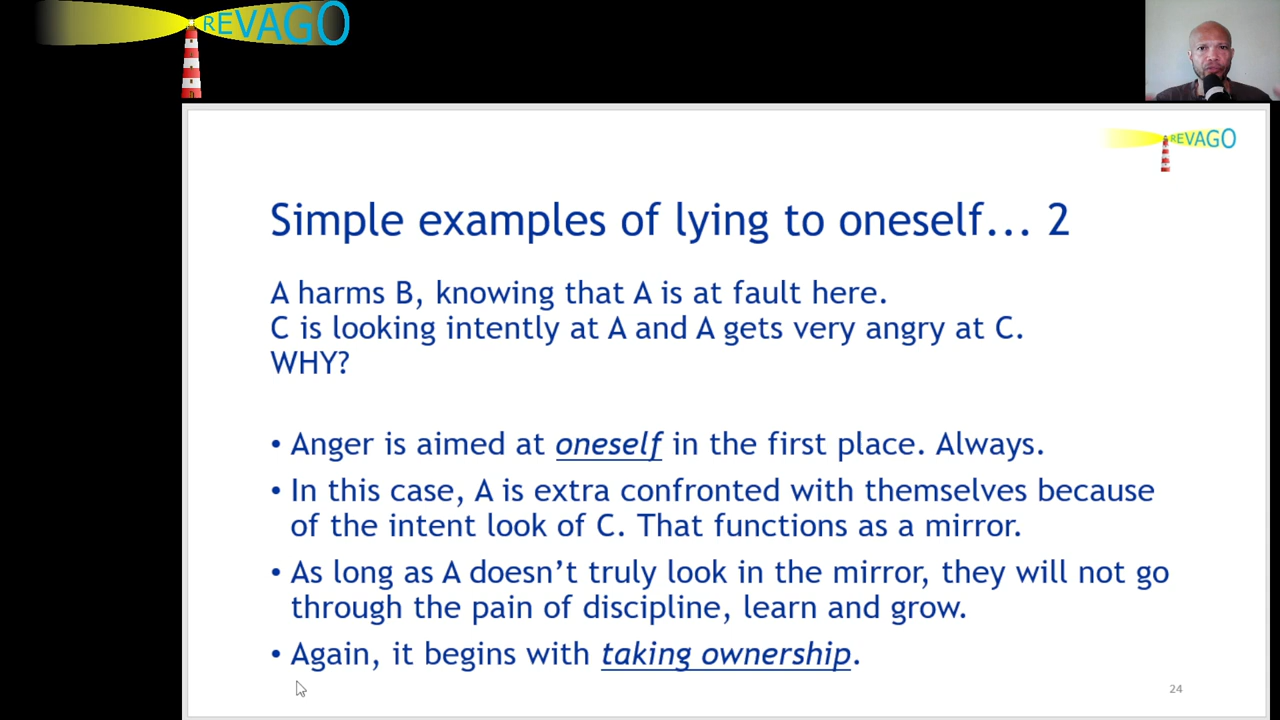 REVAGO
REVAGO
Simple examples of lying to oneself... 2
A harms B, knowing that A is at fault here.
C is looking intently at A and A gets very angry at C.
WHY?
• Anger is aimed at oneself in the first place. Always.
• In this case, A is extra confronted with themselves because
of the intent look of C. That functions as a mirror.
• As long as A doesn’t truly look in the mirror, they will not go
through the pain of discipline, learn and grow.
• Again, it begins with taking ownership.
24